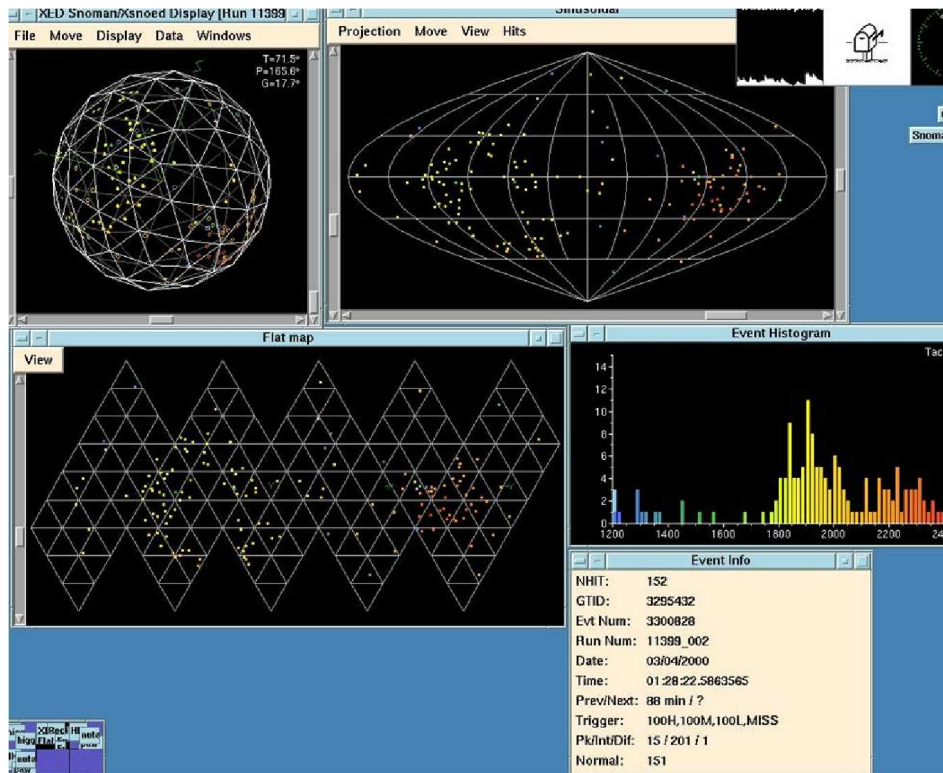 XED Snoman/Xsnoed Display [Run 11399
File Move Display Data Windows
T=71.5°
P=165.6°
G=17.7°
Sinusoidal
Projection Move View Hits
Snoma
Flat map
View
Event Histogram
Tac
14
12
10
8
6
4
2
0
1200 1400 1600 1800 2000 2200 24
Event Info
NHIT: 152
GTID: 3295432
Evt Num: 3300828
Run Num: 11399_002
Date: 03/04/2000
Time: 01:28:22.5863565
Prev/Next: 88 min / ?
Trigger: 100H,100M,100L,MISS
Pk/Int/Dif: 15 / 201 / 1
Normal: 151